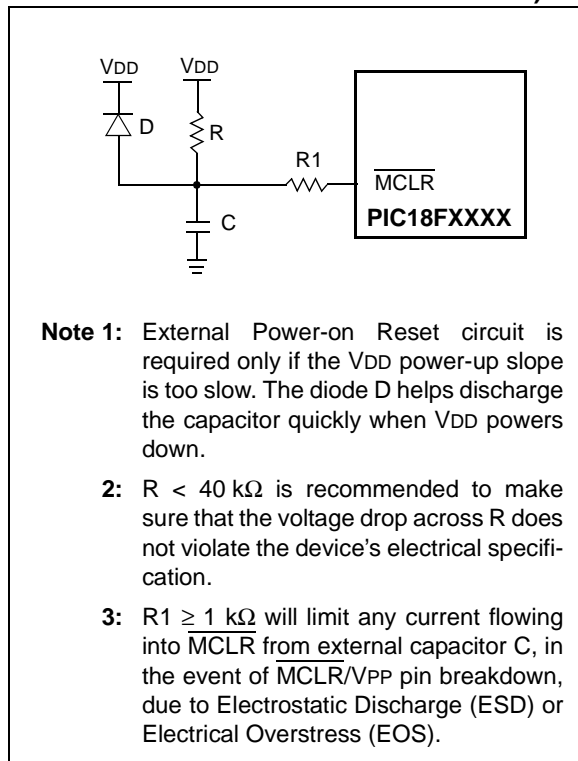 VDD VDD
D
R
R1
MCLR
PIC18FXXXX
C
Note 1: External Power-on Reset circuit is
required only if the VDD power-up slope
is too slow. The diode D helps discharge
the capacitor quickly when VDD powers
down.
2: R < 40 kΩ is recommended to make
sure that the voltage drop across R does
not violate the device's electrical specifi-
cation.
3: R1 ≥ 1 kΩ will limit any current flowing
into MCLR from external capacitor C, in
the event of MCLR/VPP pin breakdown,
due to Electrostatic Discharge (ESD) or
Electrical Overstress (EOS).